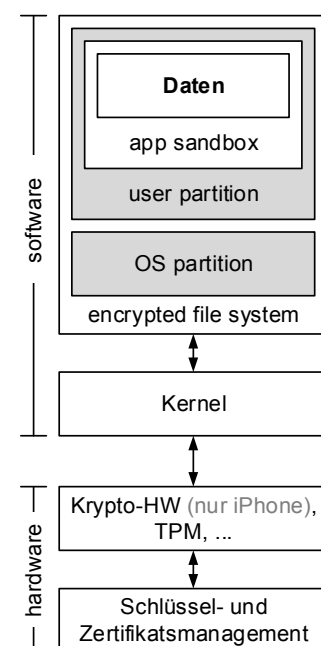 Daten
app sandbox
user partition
OS partition
encrypted file system
software
Kernel
Krypto-HW (nur iPhone),
TPM, ...
hardware
Schlüssel- und
Zertifikatsmanagement